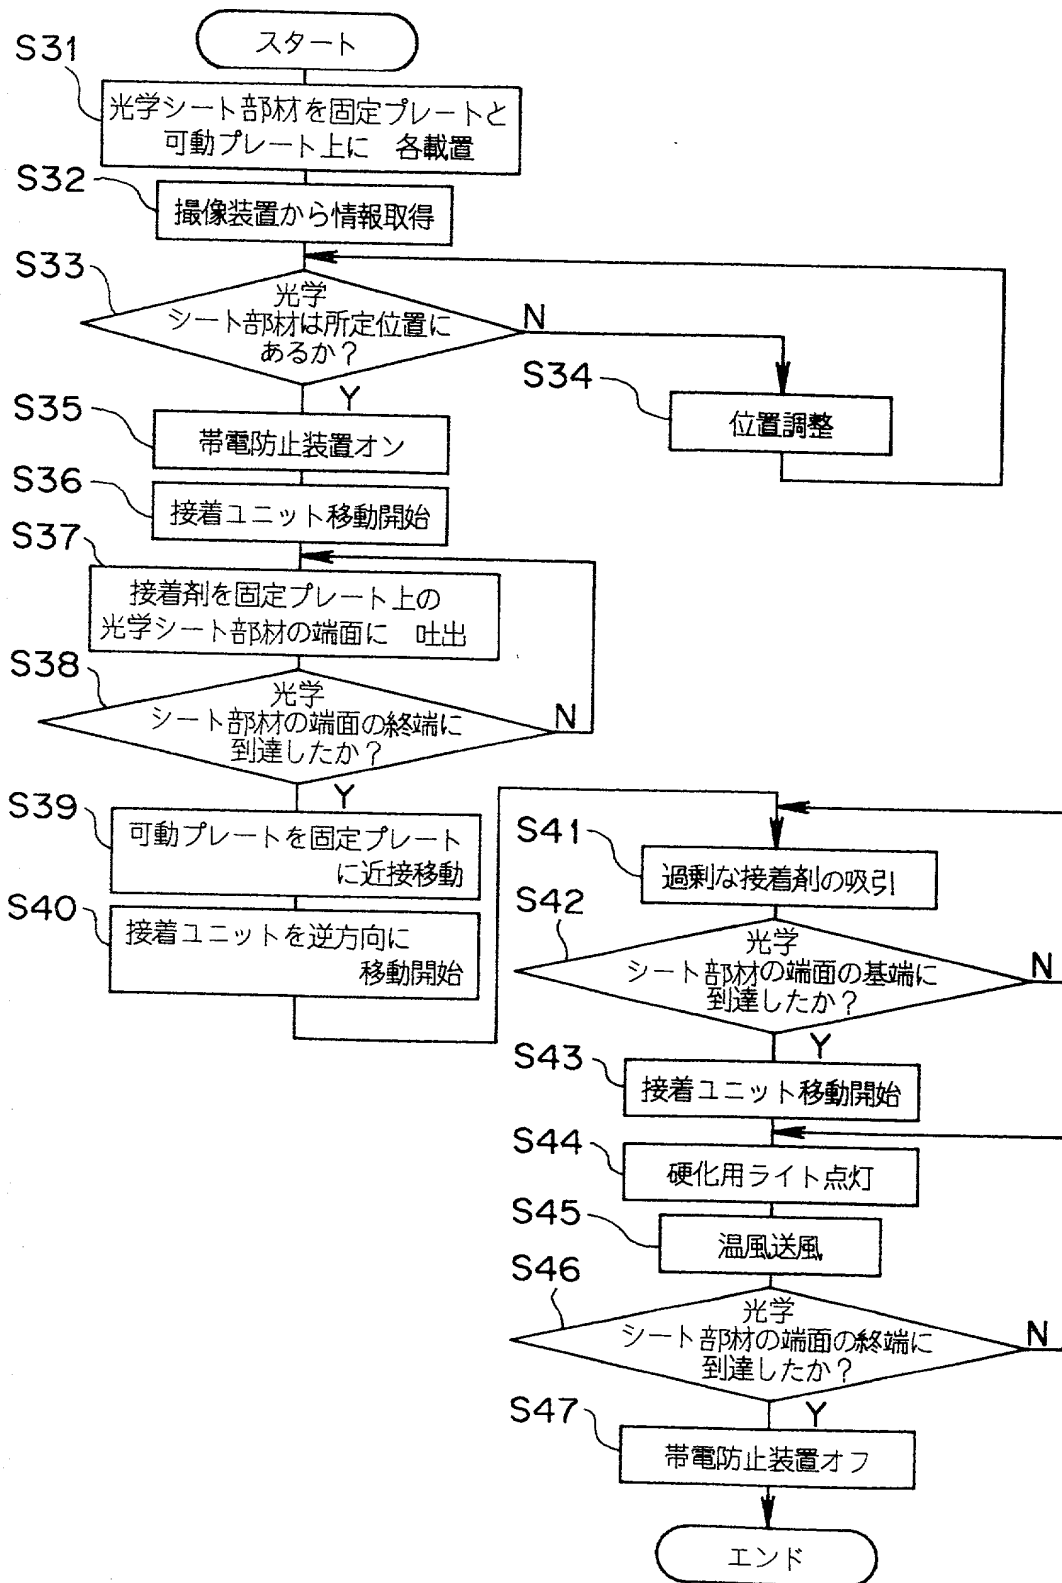 スタート
S31
光学シート部材を固定プレートと
可動プレート上に 各載置
S32
撮像装置から情報取得
S33
光学
シート部材は所定位置に
あるか？
N
Y
S34
位置調整
S35
帯電防止装置オン
S36
接着ユニット移動開始
S37
接着剤を固定プレート上の
光学シート部材の端面に 吐出
S38
光学
シート部材の端面の終端に
到達したか？
N
Y
S39
可動プレートを固定プレート
に近接移動
S40
接着ユニットを逆方向に
移動開始
S41
過剰な接着剤の吸引
S42
光学
シート部材の端面の基端に
到達したか？
N
Y
S43
接着ユニット移動開始
S44
硬化用ライト点灯
S45
温風送風
S46
光学
シート部材の端面の終端に
到達したか？
N
Y
S47
帯電防止装置オフ
エンド